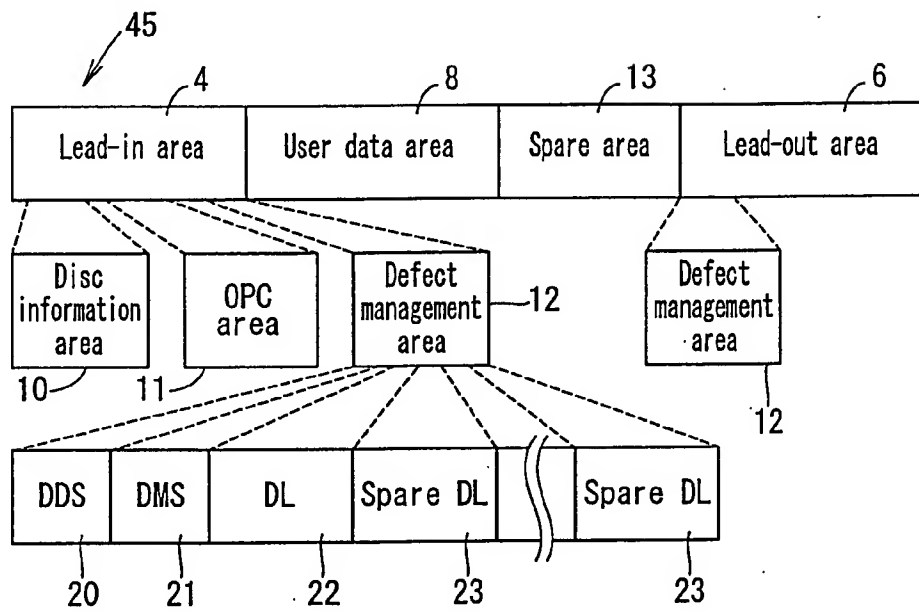 45
4
8
13
6
Lead-in area
User data area
Spare area
Lead-out area
Disc
information
area
OPC
area
Defect
management
area
12
Defect
management
area
10
11
12
DDS
DMS
DL
Spare DL
Spare DL
20
21
22
23
23